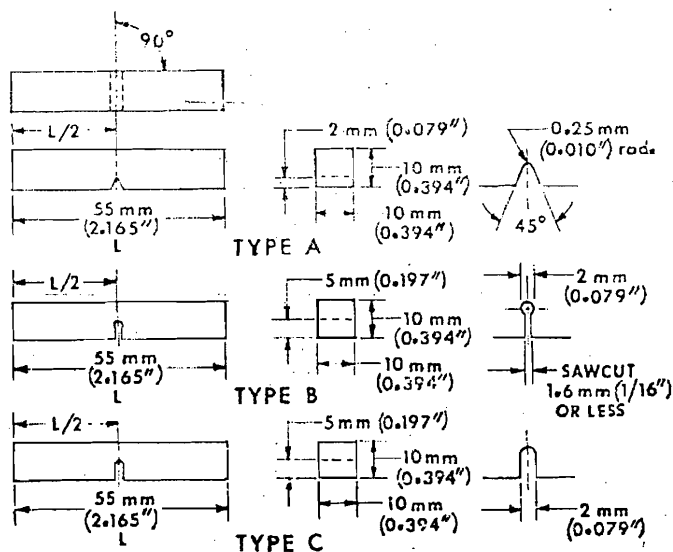 90°
L/2
2 mm (0.079")
0.25 mm
(0.010") rad.
10 mm
(0.394")
55 mm
(2.165")
L
10 mm
(0.394")
45°
TYPE A
L/2
5 mm (0.197")
2 mm
(0.079")
10 mm
(0.394")
55 mm
(2.165")
L
10 mm
(0.394")
SAWCUT
1.6 mm (1/16")
OR LESS
TYPE B
L/2
5 mm (0.197")
10 mm
(0.394")
55 mm
(2.165")
L
10 mm
(0.394")
2 mm
(0.079")
TYPE C